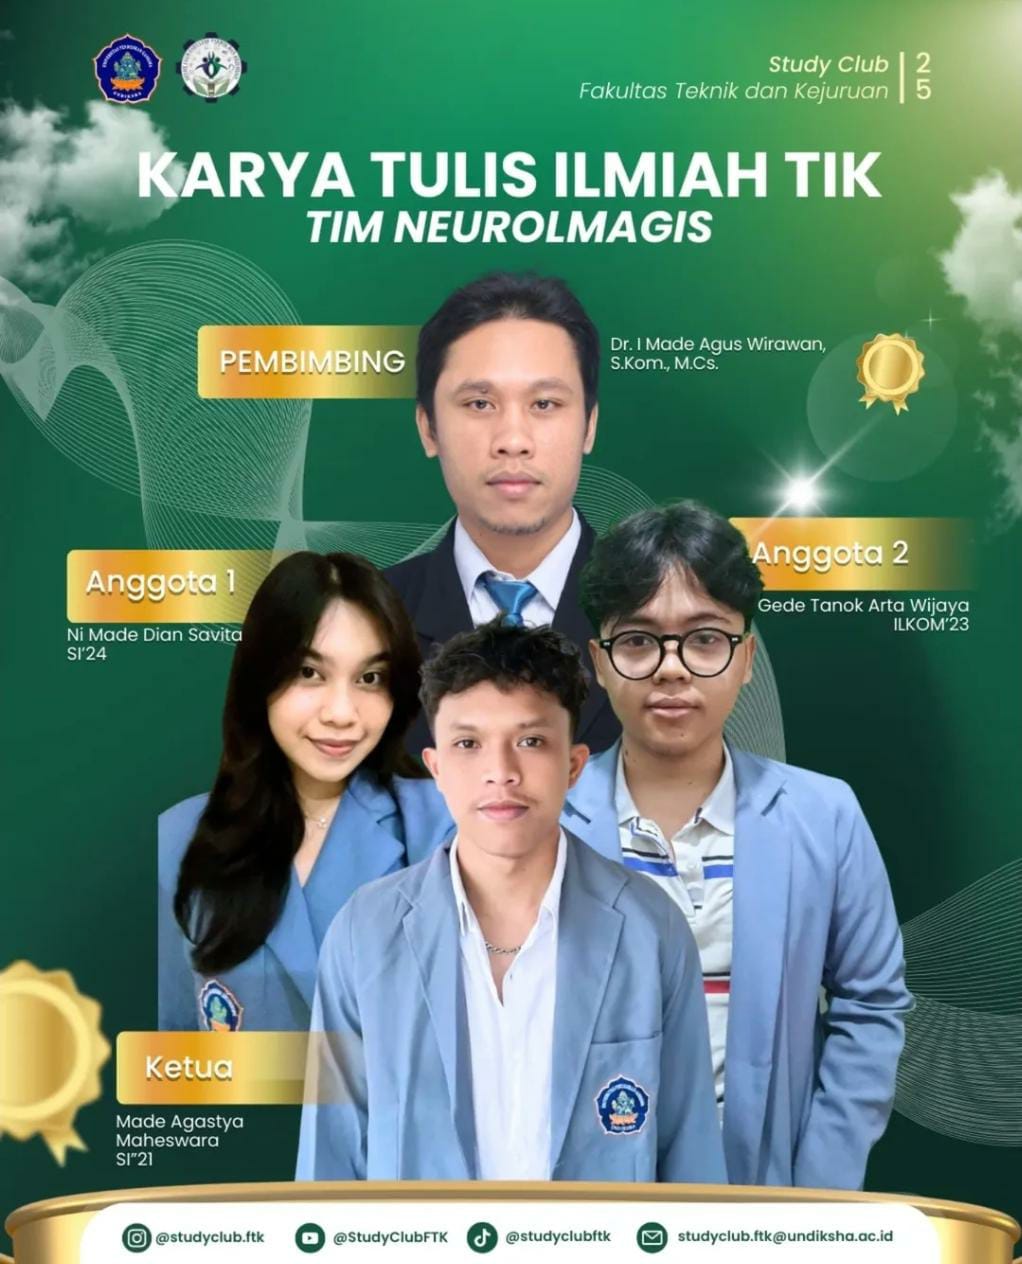 Study Club
Fakultas Teknik dan Kejuruan
2
5
KARYA TULIS ILMIAH TIK
TIM NEUROLMAGIS
PEMBIMBING
Dr. I Made Agus Wirawan,
S.Kom., M.Cs.
Anggota 1
Ni Made Dian Savita
SI'24
Anggota 2
Gede Tanok Arta Wijaya
ILKOM'23
Ketua
Made Agastya
Maheswara
SI"21
@studyclub.ftk
@StudyClubFTK
@studyclubftk
studyclub.ftk@undiksha.ac.id